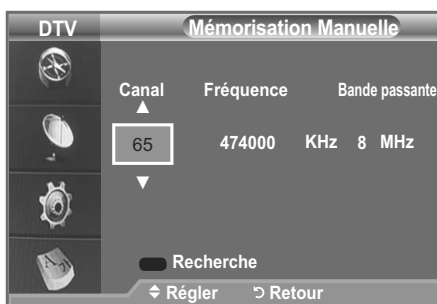 DTV Mémorisation Manuelle
Canal Fréquence Bande passante
65 474000 KHz 8 MHz
Recherche
Régler Retour